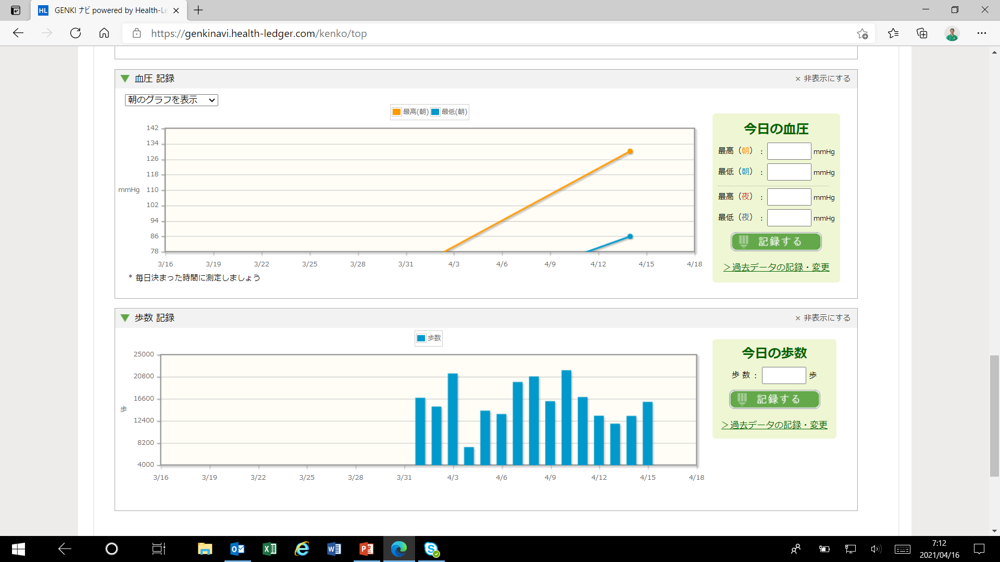 GENKI ナビ powered by Health-Le
https://genkinavi.health-ledger.com/kenko/top
血圧 記録
× 非表示にする
朝のグラフを表示
最高(朝) 最低(朝)
142
134
126
118
110
102
94
86
78
mmHg
3/16 3/19 3/22 3/25 3/28 3/31 4/3 4/6 4/9 4/12 4/15 4/18
* 毎日決まった時間に測定しましょう
今日の血圧
最高（朝） : mmHg
最低（朝） : mmHg
最高（夜） : mmHg
最低（夜） : mmHg
記録する
＞過去データの記録・変更
歩数 記録
× 非表示にする
歩数
25000
20800
16600
12400
8200
4000
歩
3/16 3/19 3/22 3/25 3/28 3/31 4/3 4/6 4/9 4/12 4/15 4/18
今日の歩数
歩 数 : 歩
記録する
＞過去データの記録・変更
7:12
2021/04/16